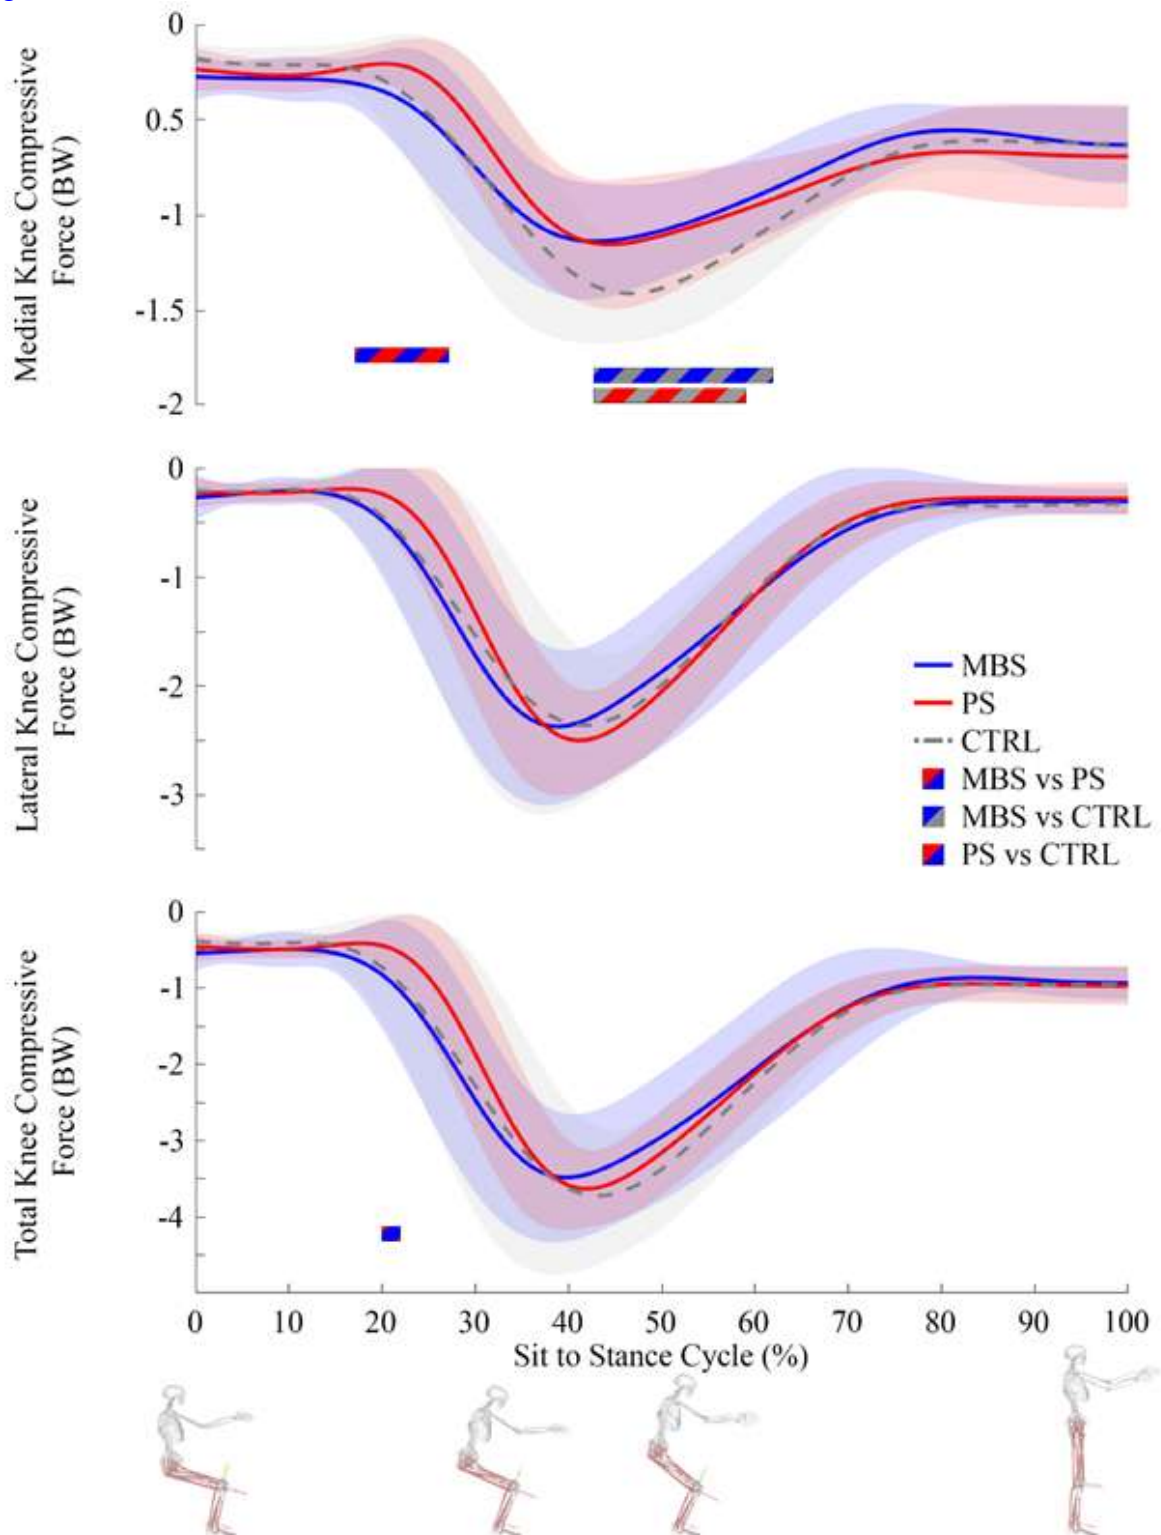 0
0.5
-1
-1.5
-2
Medial Knee Compressive
Force (BW)
0
-1
-2
-3
Lateral Knee Compressive
Force (BW)
MBS
PS
CTRL
MBS vs PS
MBS vs CTRL
PS vs CTRL
0
-1
-2
-3
-4
Total Knee Compressive
Force (BW)
0 10 20 30 40 50 60 70 80 90 100
Sit to Stance Cycle (%)